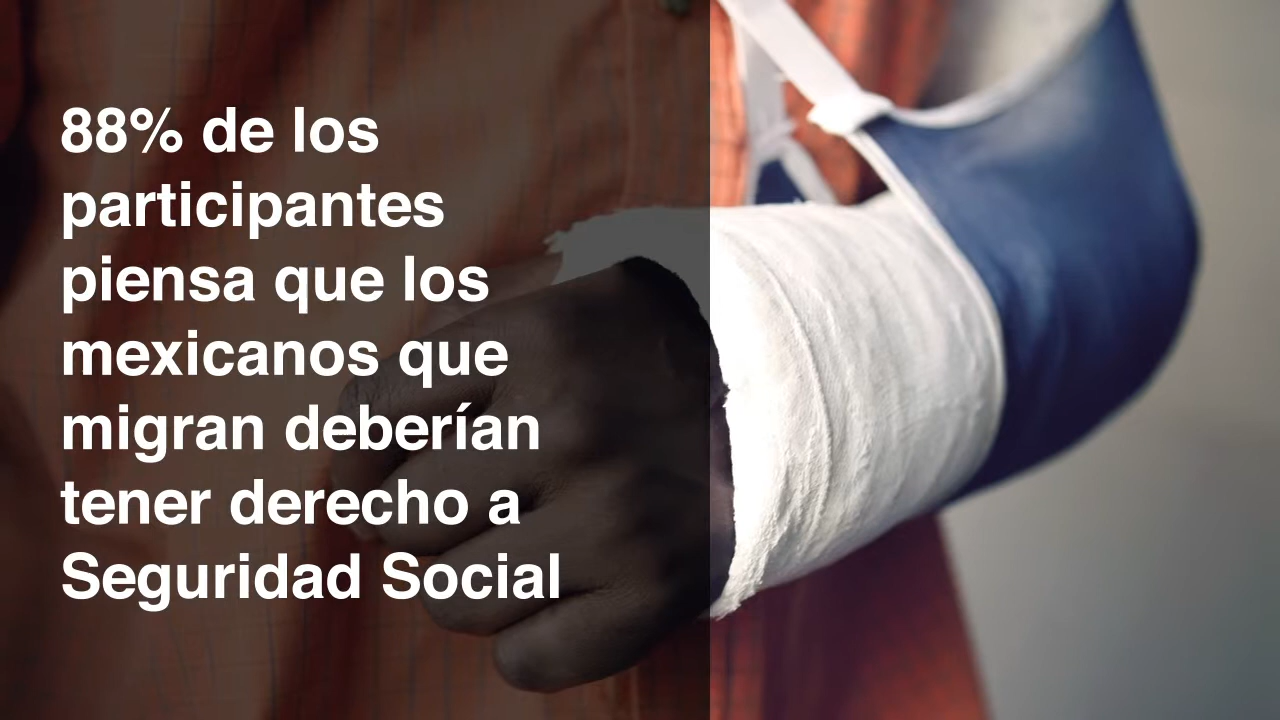 88% de los
participantes
piensa que los
mexicanos que
migran deberían
tener derecho a
Seguridad Social